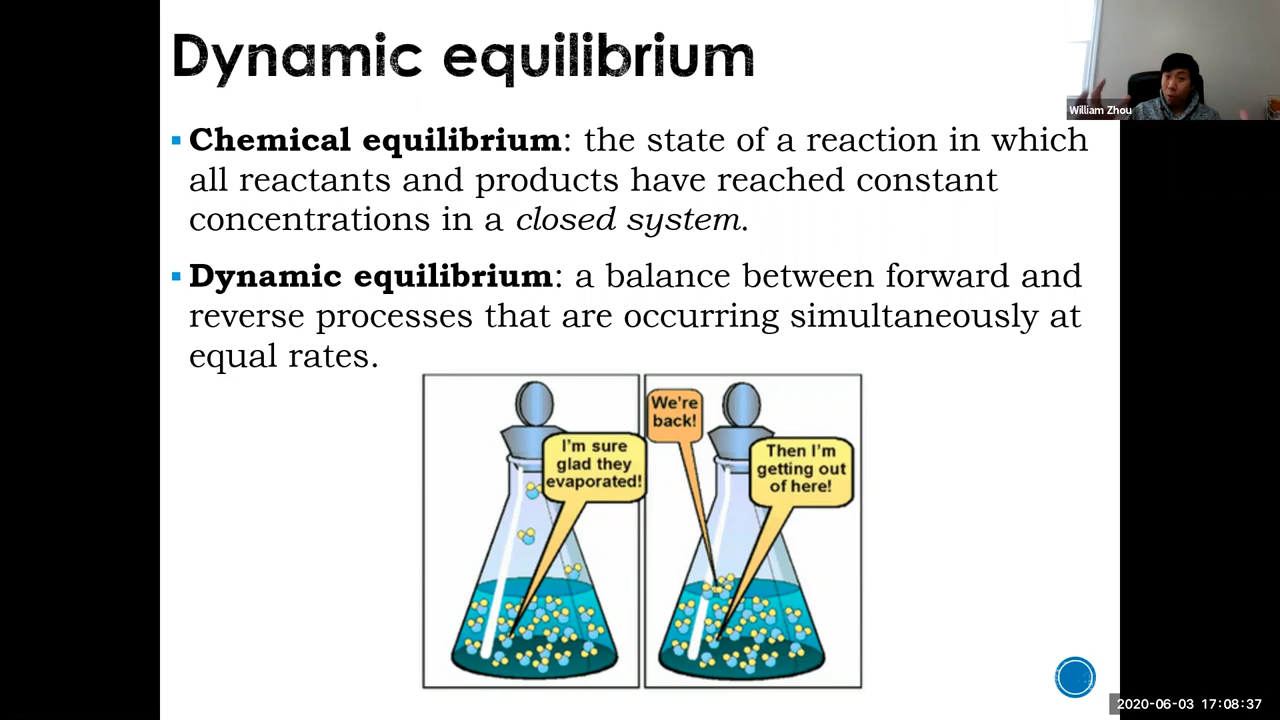 Dynamic equilibrium
William Zhou
Chemical equilibrium: the state of a reaction in which
all reactants and products have reached constant
concentrations in a closed system.
Dynamic equilibrium: a balance between forward and
reverse processes that are occurring simultaneously at
equal rates.
I'm sure
glad they
evaporated!
We're
back!
Then I'm
getting out
of here!
2020-06-03 17:08:37